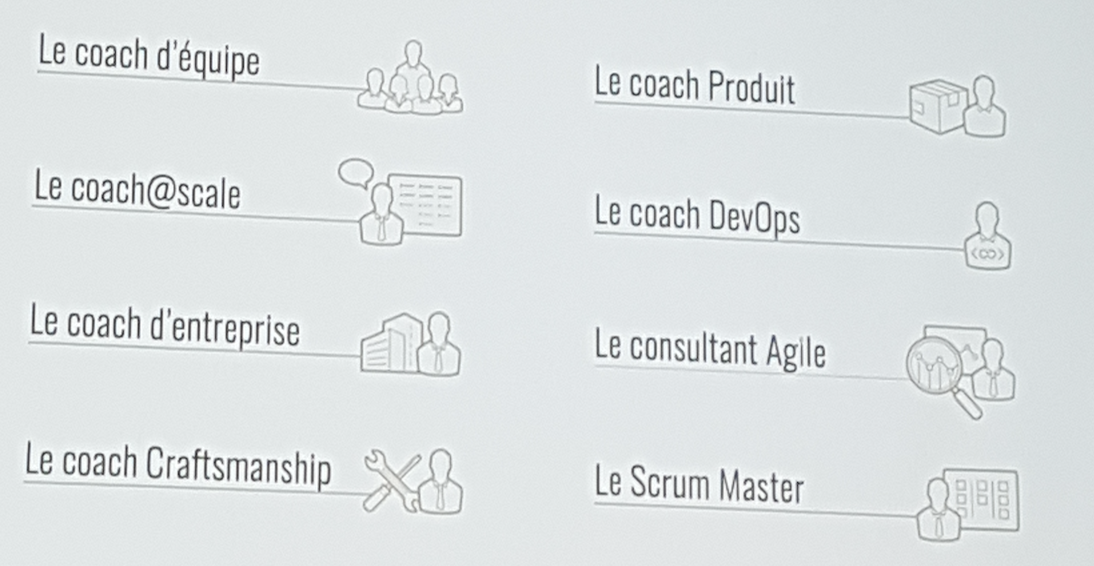 Le coach d'équipe
Le coach@scale
Le coach d'entreprise
Le coach Craftsmanship
Le coach Produit
Le coach DevOps
Le consultant Agile
Le Scrum Master